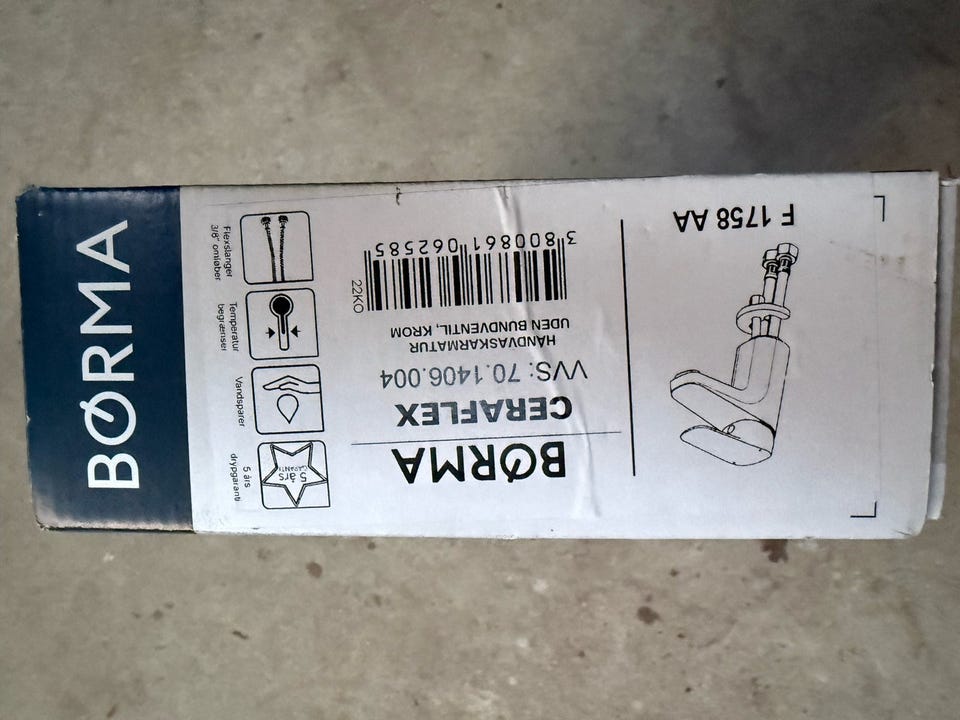 BØRMA
Flexslanger
3/8" omløber
Temperatur
begrænser
Vandsparer
5 års
GARANTI
5 års
drypgaranti
BØRMA
CERAFLEX
VVS: 70.1406.004
HÅNDVASKARMATUR
UDEN BUNDVENTIL, KROM
22KO
3 800861 062585
F 1758 AA